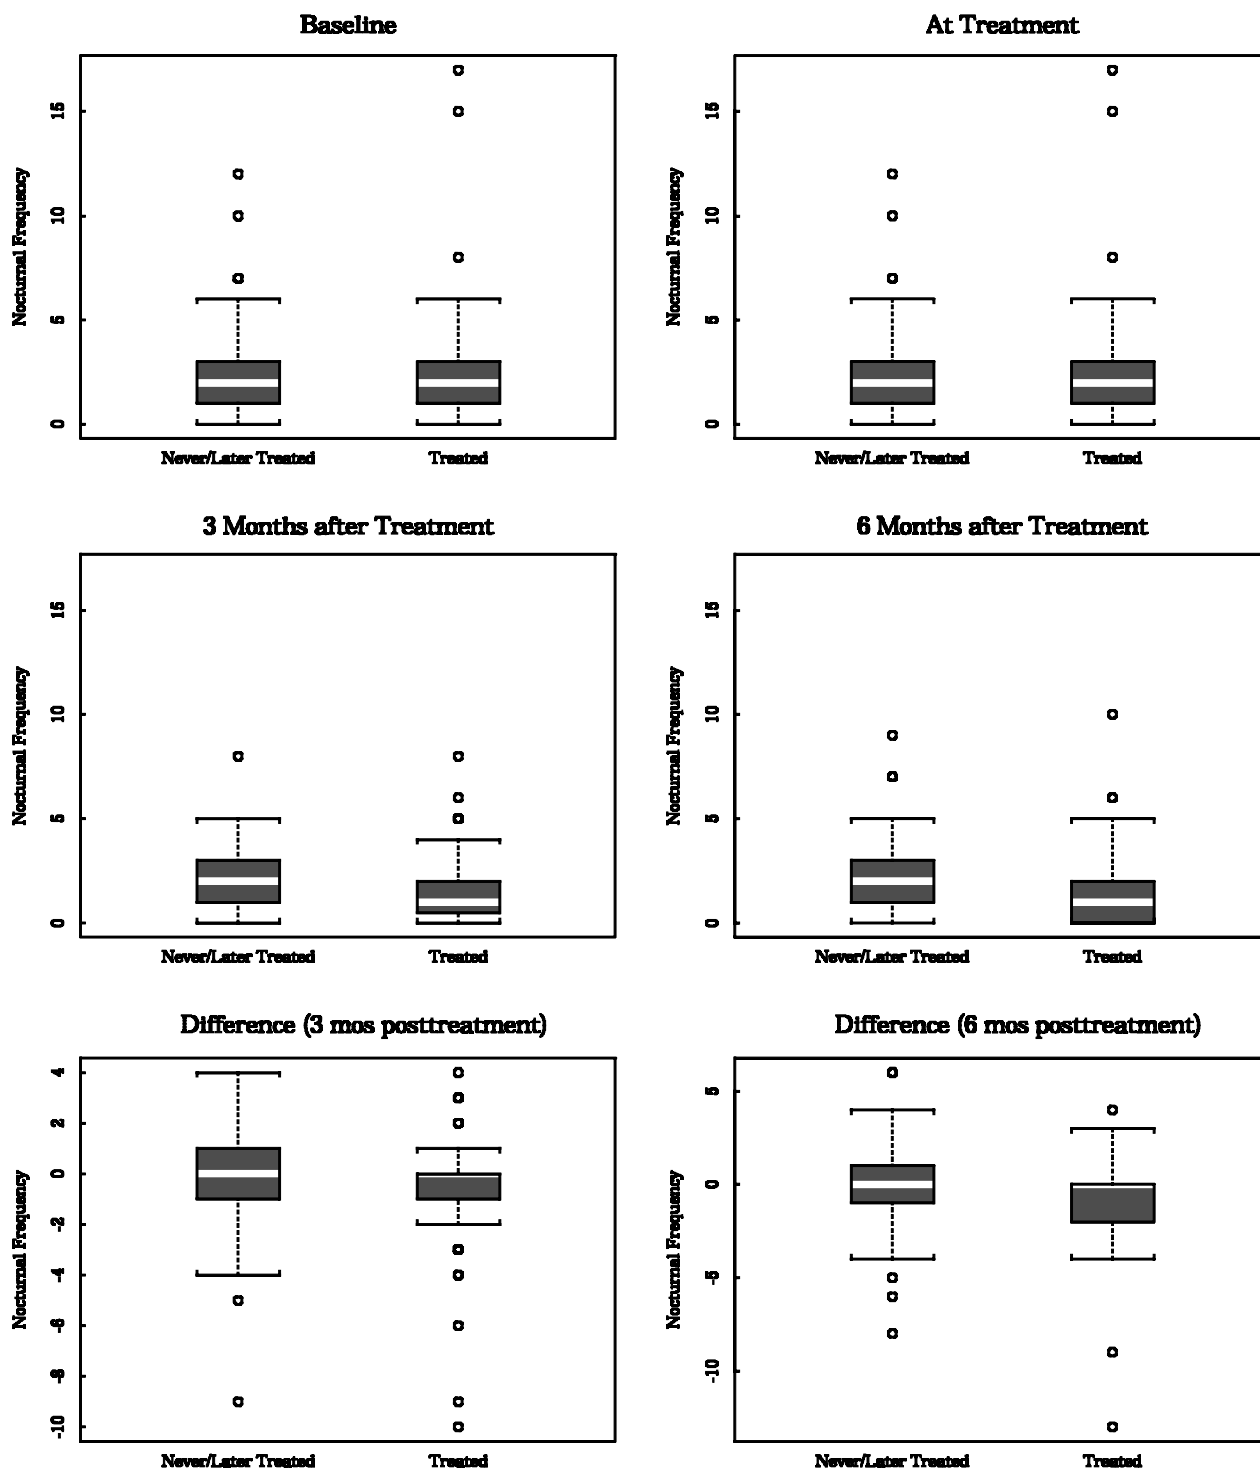 Baseline
Nocturnal Frequency
15
10
5
0
Never/Later Treated
Treated
At Treatment
Nocturnal Frequency
15
10
5
0
Never/Later Treated
Treated
3 Months after Treatment
Nocturnal Frequency
15
10
5
0
Never/Later Treated
Treated
6 Months after Treatment
Nocturnal Frequency
15
10
5
0
Never/Later Treated
Treated
Difference (3 mos posttreatment)
Nocturnal Frequency
4
2
0
-2
-4
-6
-8
-10
Never/Later Treated
Treated
Difference (6 mos posttreatment)
Nocturnal Frequency
5
0
-5
-10
Never/Later Treated
Treated